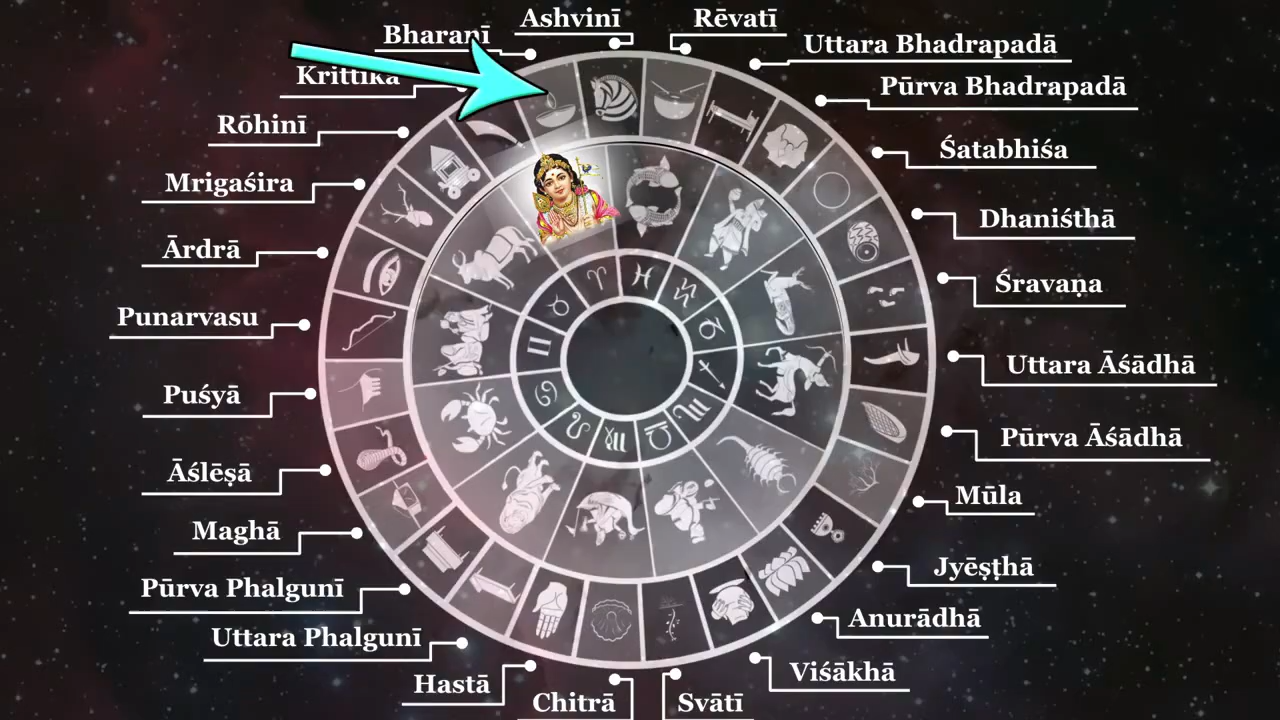 Ashvinī
Rēvatī
Bharaṇī
Uttara Bhadrapadā
Krittika
Pūrva Bhadrapadā
Rōhinī
Śatabhiśa
Mrigaśira
Dhaniśthā
Ārdrā
Śravaṇa
Punarvasu
Uttara Āśādhā
Puśyā
Pūrva Āśādhā
Āślēṣā
Mūla
Maghā
Jyēṣṭhā
Pūrva Phalgunī
Anurādhā
Uttara Phalgunī
Viśākhā
Hastā
Chitrā
Svātī